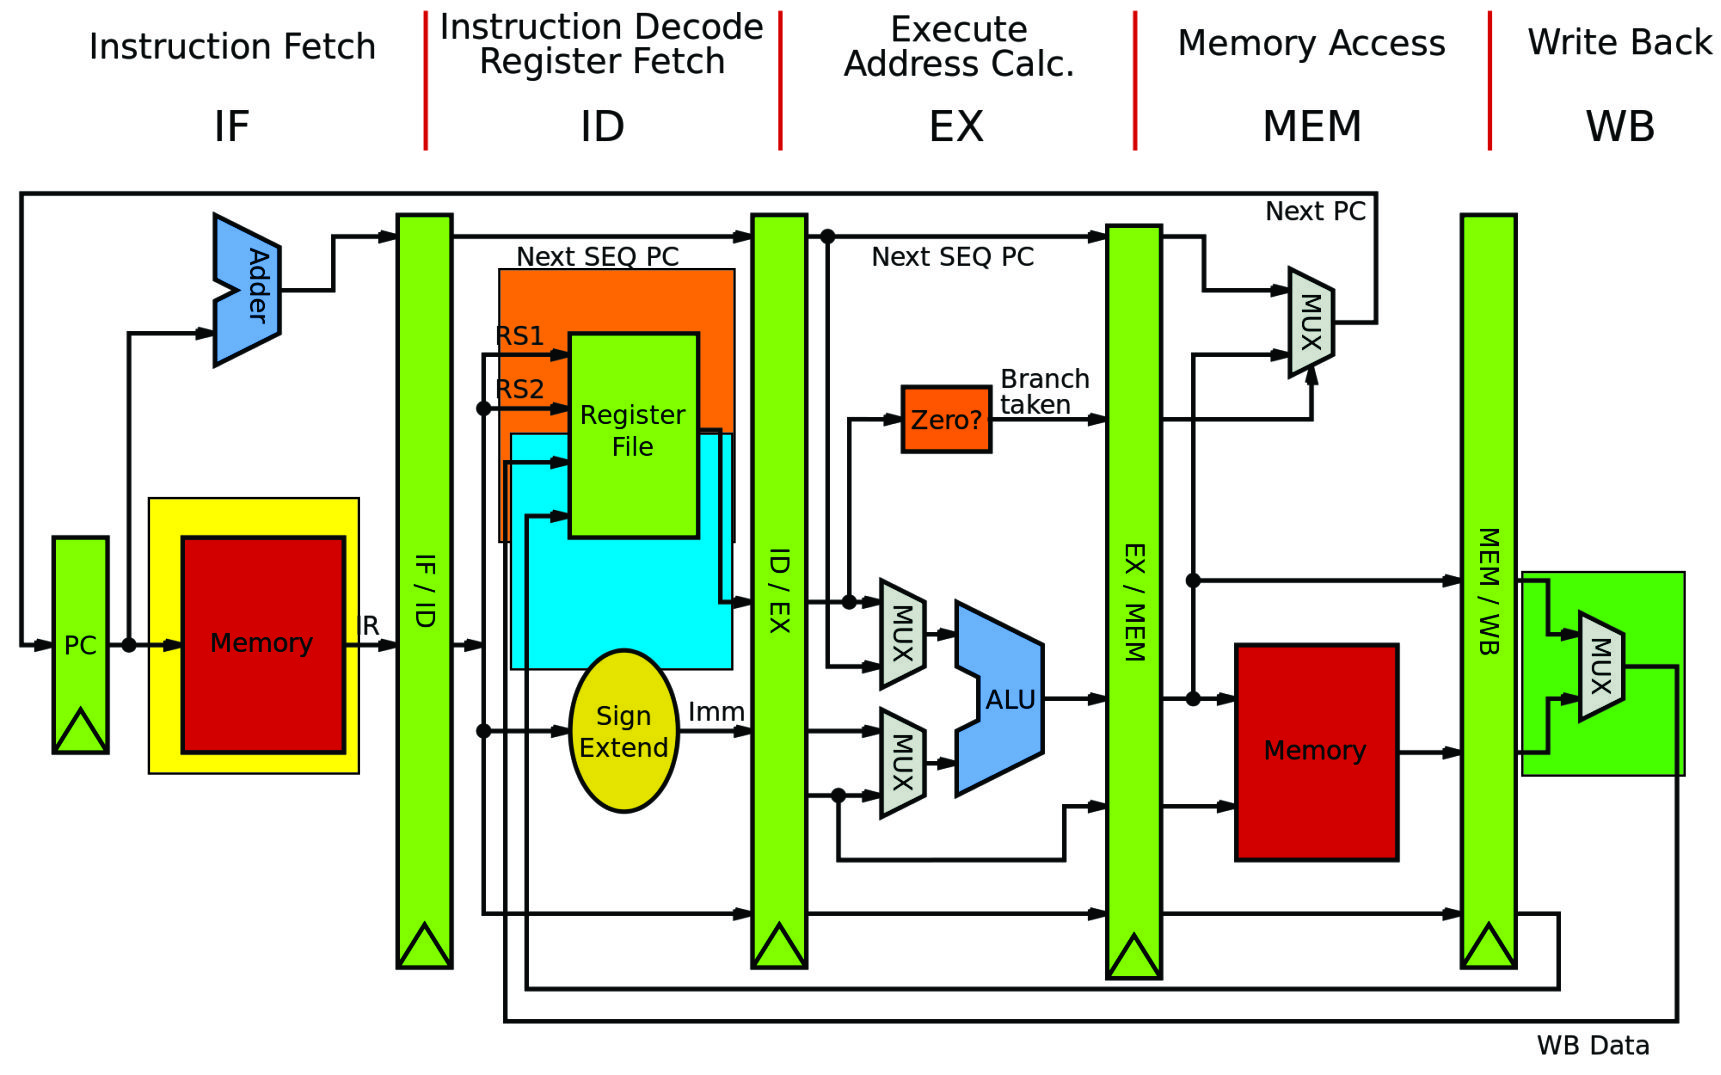 Instruction Fetch
IF
Instruction Decode
Register Fetch
ID
Execute
Address Calc.
EX
Memory Access
MEM
Write Back
WB
Next PC
Adder
Next SEQ PC
Next SEQ PC
MUX
RS1
RS2
Register
File
Branch
taken
Zero?
PC
Memory
IR
IF / ID
ID / EX
EX / MEM
MEM / WB
MUX
MUX
ALU
MUX
Sign
Extend
Imm
Memory
MUX
WB Data